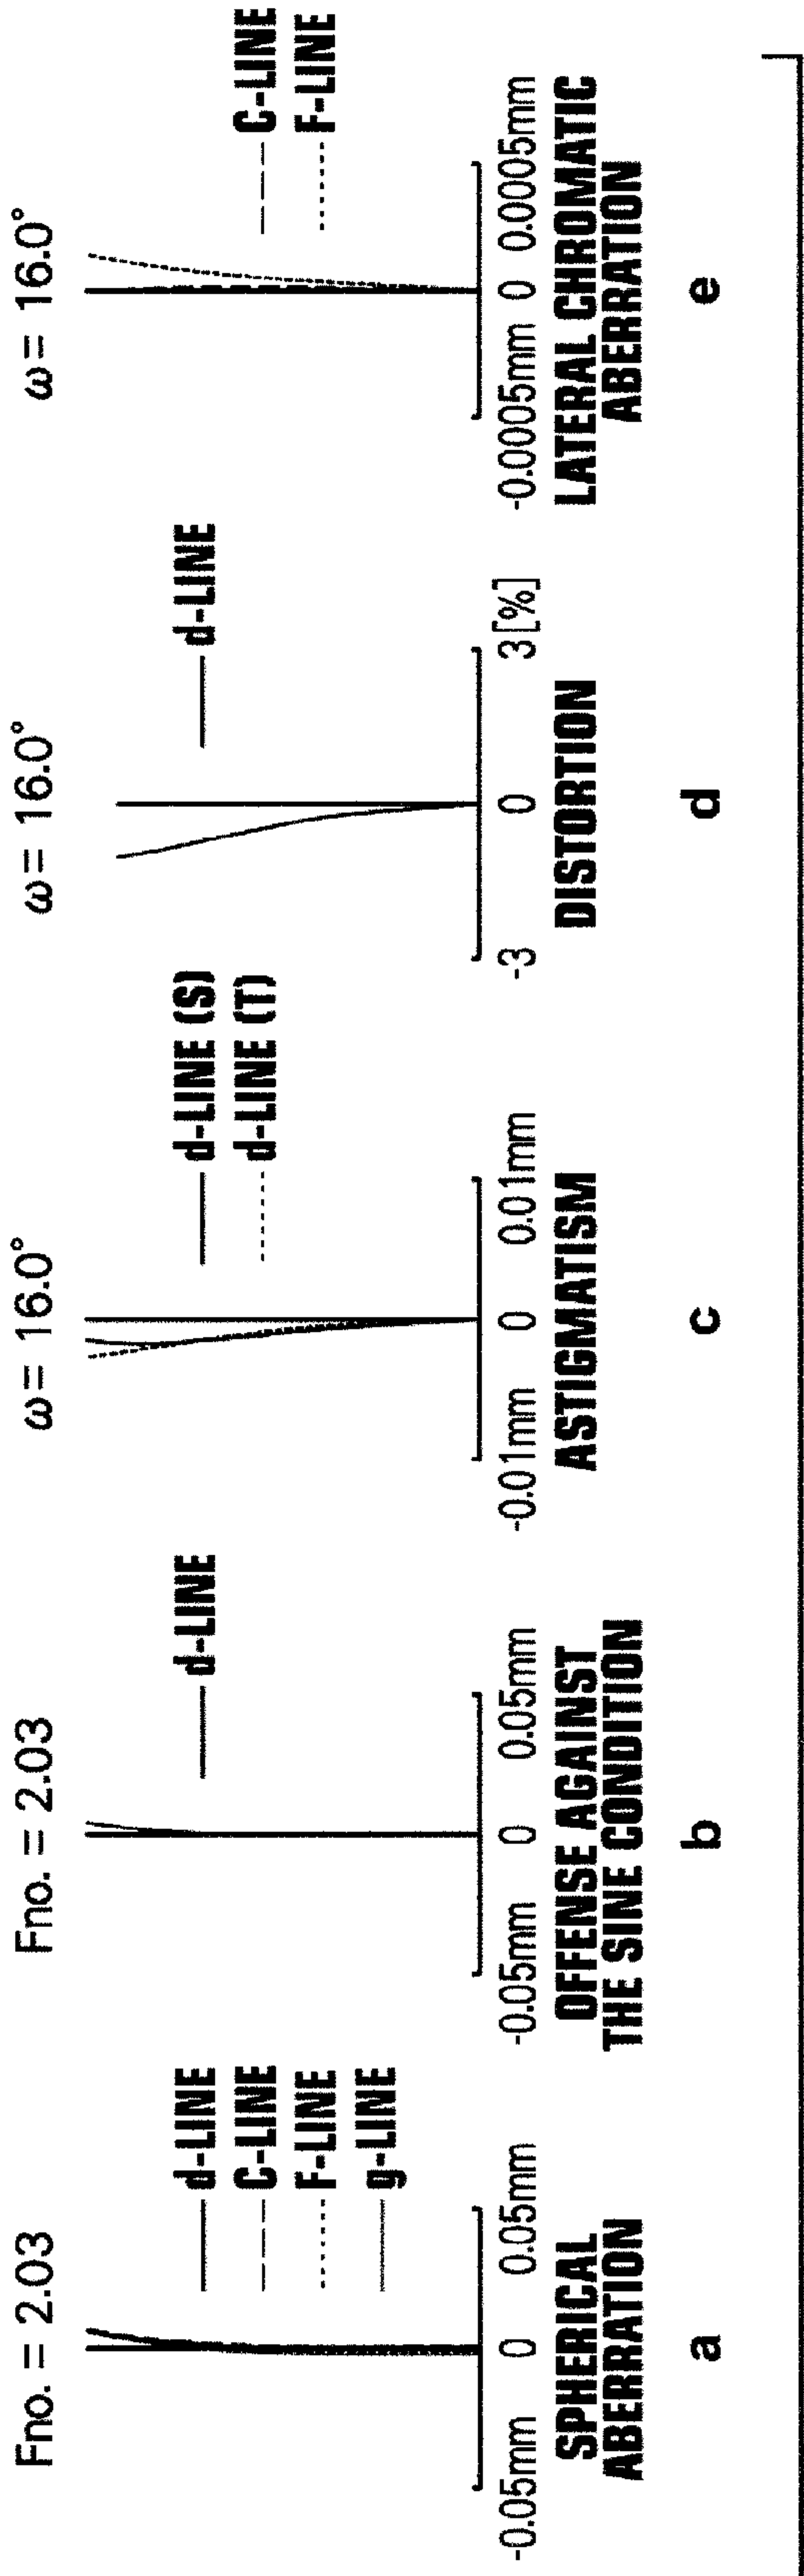 Fno. = 2.03
d-LINE
C-LINE
F-LINE
g-LINE
-0.05mm 0 0.05mm
SPHERICAL
ABERRATION
a
Fno. = 2.03
d-LINE
-0.05mm 0 0.05mm
OFFENSE AGAINST
THE SINE CONDITION
b
ω= 16.0°
d-LINE (S)
d-LINE (T)
-0.01mm 0 0.01mm
ASTIGMATISM
c
ω= 16.0°
d-LINE
-3 0 3[%]
DISTORTION
d
ω= 16.0°
C-LINE
F-LINE
-0.0005mm 0 0.0005mm
LATERAL CHROMATIC
ABERRATION
e